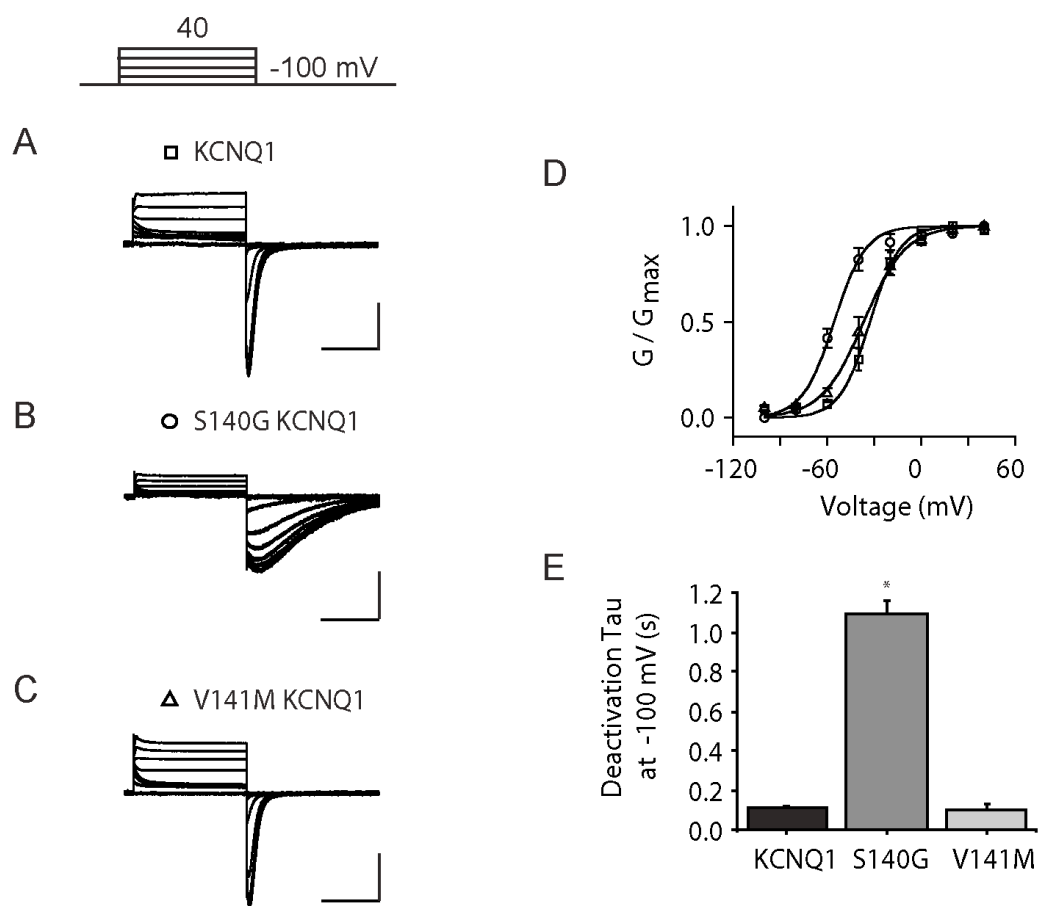 40
-100 mV
A
KCNQ1
B
S140G KCNQ1
C
V141M KCNQ1
D
G / Gmax
1.0
0.5
0.0
-120
-60
0
60
Voltage (mV)
E
Deactivation Tau
at -100 mV (s)
1.2
1.0
0.8
0.6
0.4
0.2
0.0
*
KCNQ1
S140G
V141M